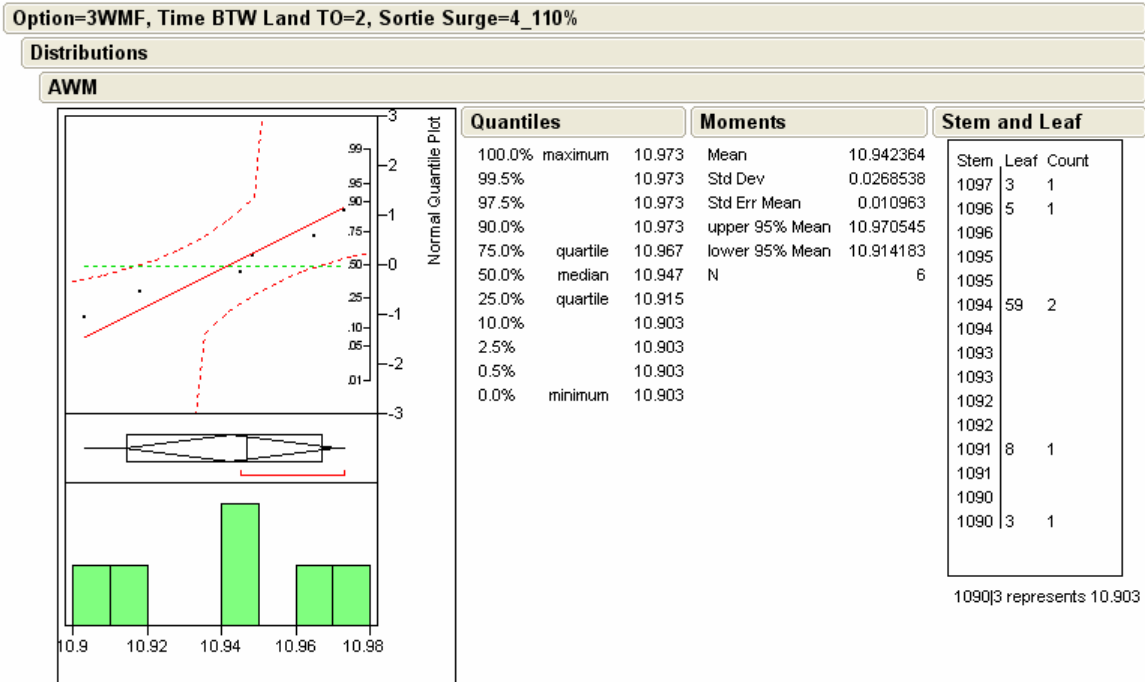 Option=3WMF, Time BTW Land TO=2, Sortie Surge=4_110%
Distributions
AWM
.99
.95
.90
.75
.50
.25
.10
.05
.01
3
2
1
0
-1
-2
-3
Normal Quantile Plot
10.9 10.92 10.94 10.96 10.98
Quantiles
100.0% maximum 10.973
99.5% 10.973
97.5% 10.973
90.0% 10.973
75.0% quartile 10.967
50.0% median 10.947
25.0% quartile 10.915
10.0% 10.903
2.5% 10.903
0.5% 10.903
0.0% minimum 10.903
Moments
Mean 10.942364
Std Dev 0.0268538
Std Err Mean 0.010963
upper 95% Mean 10.970545
lower 95% Mean 10.914183
N 6
Stem and Leaf
Stem Leaf Count
1097 3 1
1096 5 1
1096
1095
1095
1094 59 2
1094
1093
1093
1092
1092
1091 8 1
1091
1090
1090 3 1
1090|3 represents 10.903